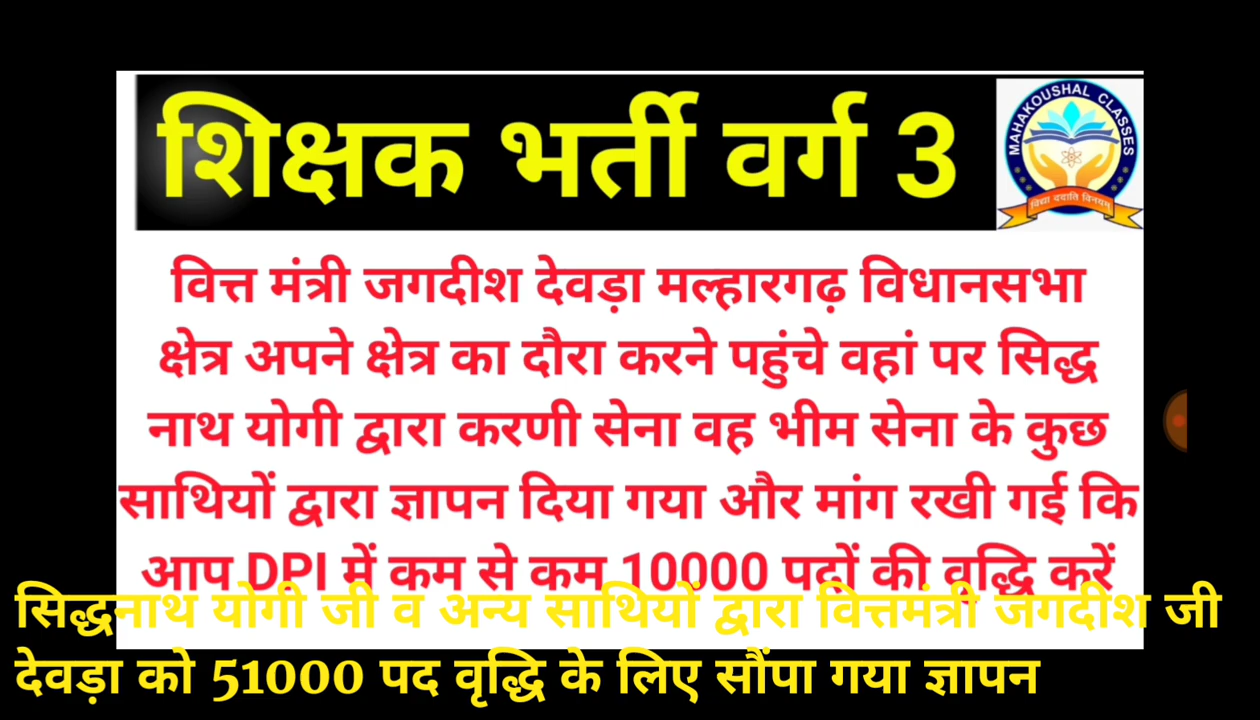 शिक्षक भर्ती वर्ग 3
MAHAKOUSHAL CLASSES
विद्या ददाति विनयम्
वित्त मंत्री जगदीश देवड़ा मल्हारगढ़ विधानसभा
क्षेत्र अपने क्षेत्र का दौरा करने पहुंचे वहां पर सिद्ध
नाथ योगी द्वारा करणी सेना वह भीम सेना के कुछ
साथियों द्वारा ज्ञापन दिया गया और मांग रखी गई कि
आप DPI में कम से कम 10000 पदों की वृद्धि करें
सिद्धनाथ योगी जी व अन्य साथियों द्वारा वित्तमंत्री जगदीश जी
देवड़ा को 51000 पद वृद्धि के लिए सौंपा गया ज्ञापन